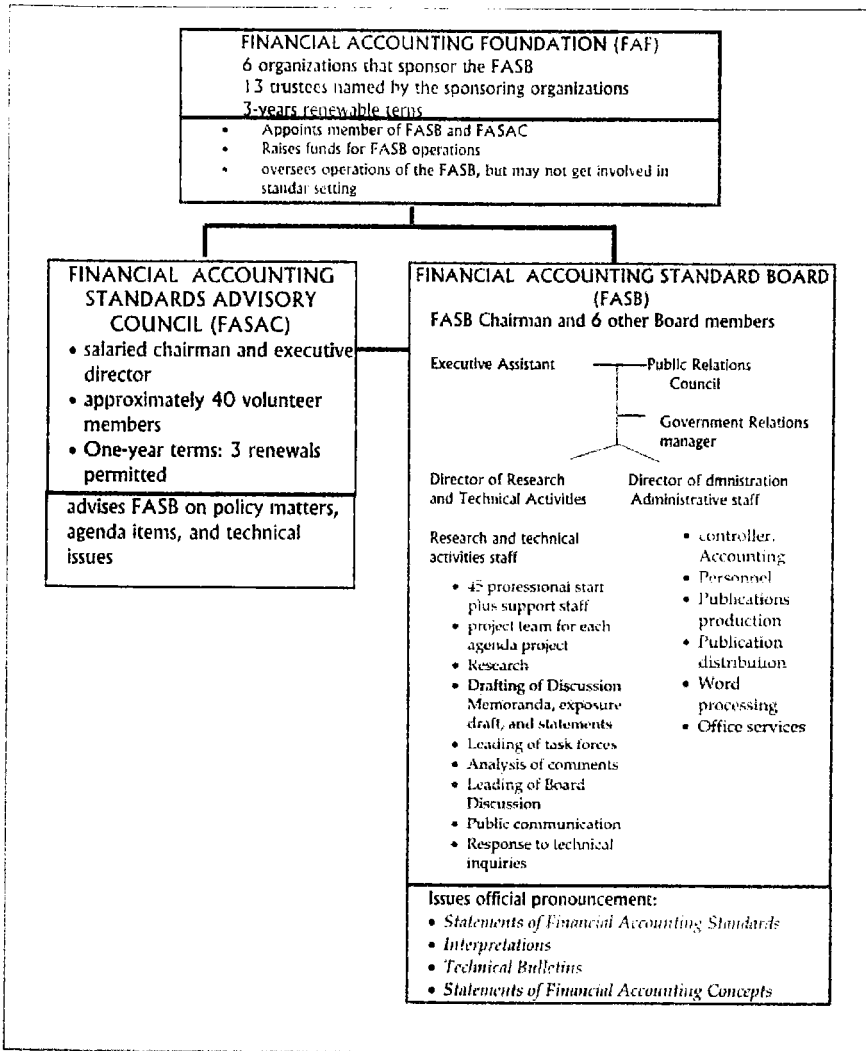 FINANCIAL ACCOUNTING FOUNDATION (FAF)
6 organizations that sponsor the FASB
13 trustees named by the sponsoring organizations
3-years renewable terms
• Appoints member of FASB and FASAC
• Raises funds for FASB operations
• oversees operations of the FASB, but may not get involved in
standar setting
FINANCIAL ACCOUNTING
STANDARDS ADVISORY
COUNCIL (FASAC)
• salaried chairman and executive
director
• approximately 40 volunteer
members
• One-year terms: 3 renewals
permitted
advises FASB on policy matters,
agenda items, and technical
issues
FINANCIAL ACCOUNTING STANDARD BOARD
(FASB)
FASB Chairman and 6 other Board members
Executive Assistant
Public Relations
Council
Government Relations
manager
Director of Research
and Technical Activities
Director of dmnistration
Administrative staff
Research and technical
activities staff
• 45 professional start
plus support staff
• project team for each
agenda project
• Research
• Drafting of Discussion
Memoranda, exposure
draft, and statements
• Leading of task forces
• Analysis of comments
• Leading of Board
Discussion
• Public communication
• Response to technical
inquiries
• controller.
Accounting
• Personnel
• Publications
production
• Publication
distribution
• Word
processing
• Office services
Issues official pronouncement:
• Statements of Financial Accounting Standards
• Interpretations
• Technical Bulletins
• Statements of Financial Accounting Concepts